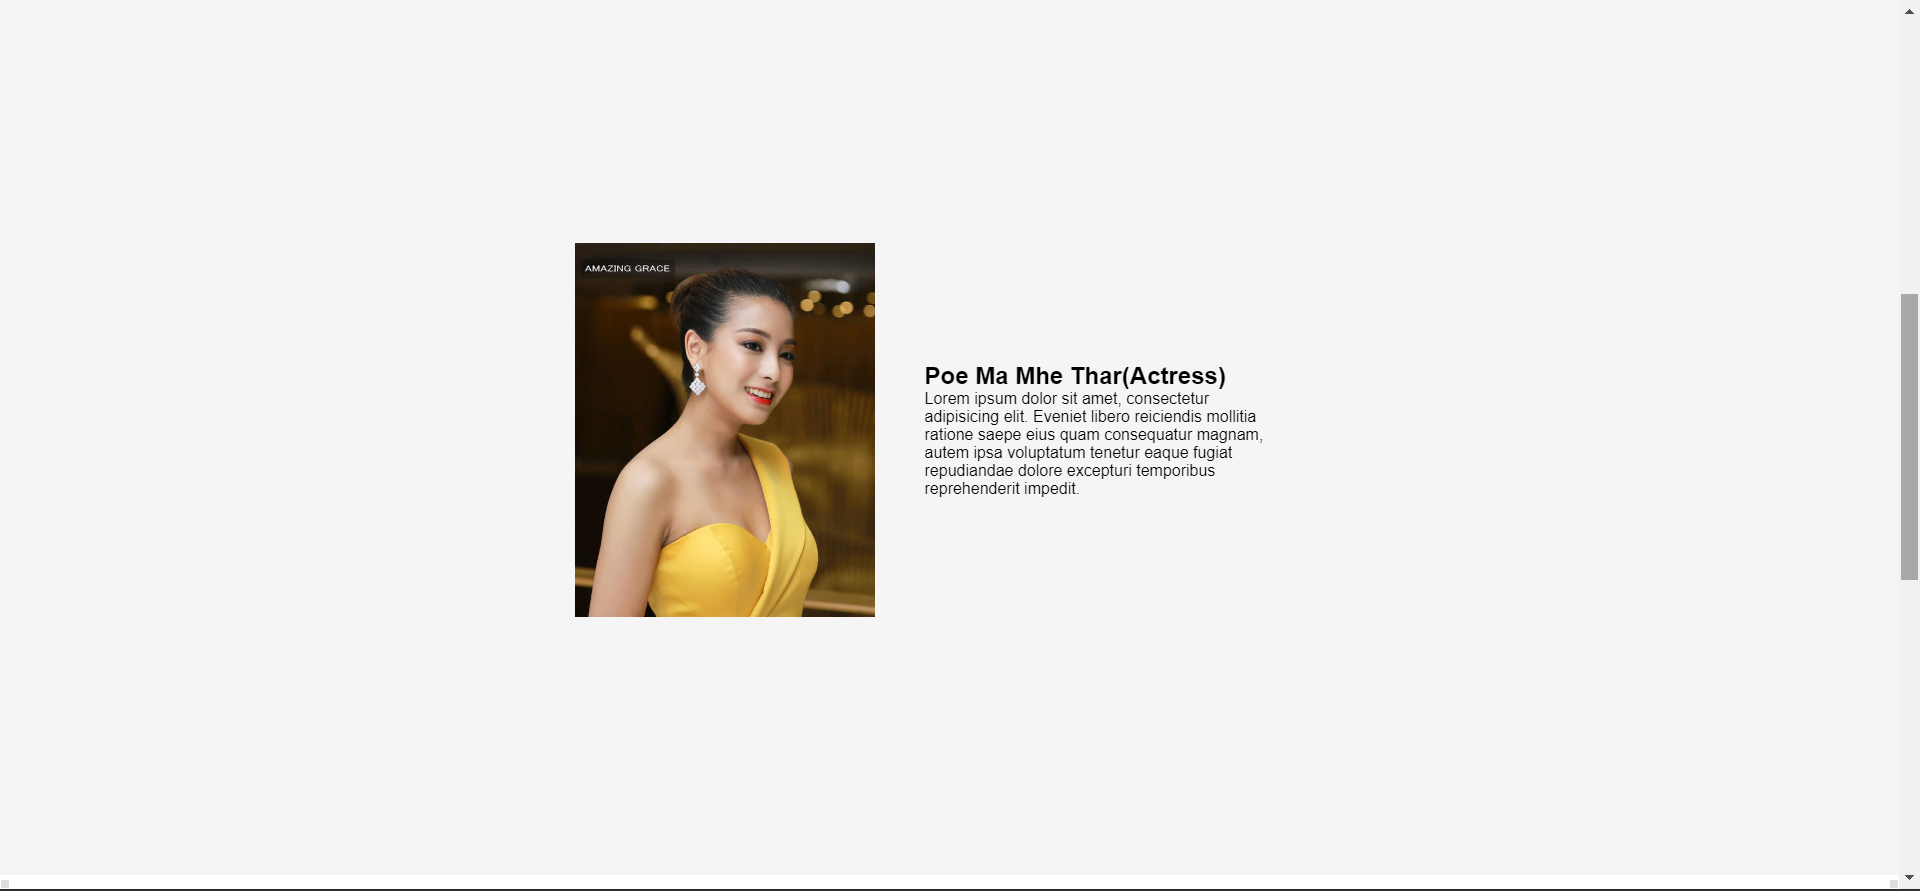 AMAZING GRACE
Poe Ma Mhe Thar(Actress)
Lorem ipsum dolor sit amet, consectetur
adipisicing elit. Eveniet libero reiciendis mollitia
ratione saepe eius quam consequatur magnam,
autem ipsa voluptatum tenetur eaque fugiat
repudiandae dolore excepturi temporibus
reprehenderit impedit.